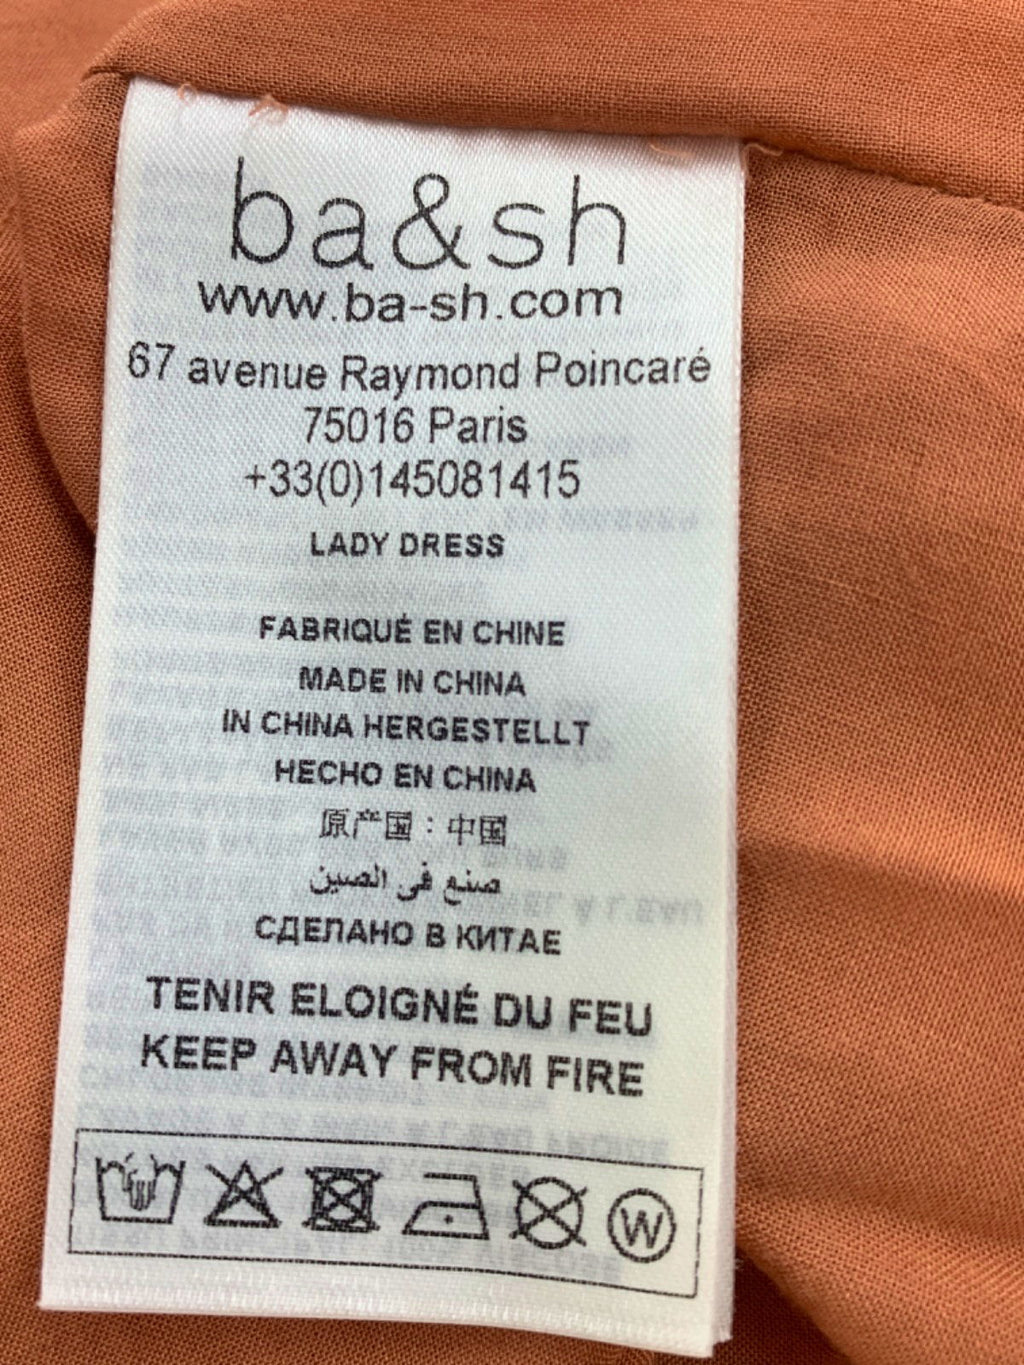 ba&sh
www.ba-sh.com
67 avenue Raymond Poincaré
75016 Paris
+33(0)145081415
LADY DRESS
FABRIQUÉ EN CHINE
MADE IN CHINA
IN CHINA HERGESTELLT
HECHO EN CHINA
原产国：中国
صنع في الصين
СДЕЛАНО В КИТАЕ
TENIR ELOIGNÉ DU FEU
KEEP AWAY FROM FIRE
W